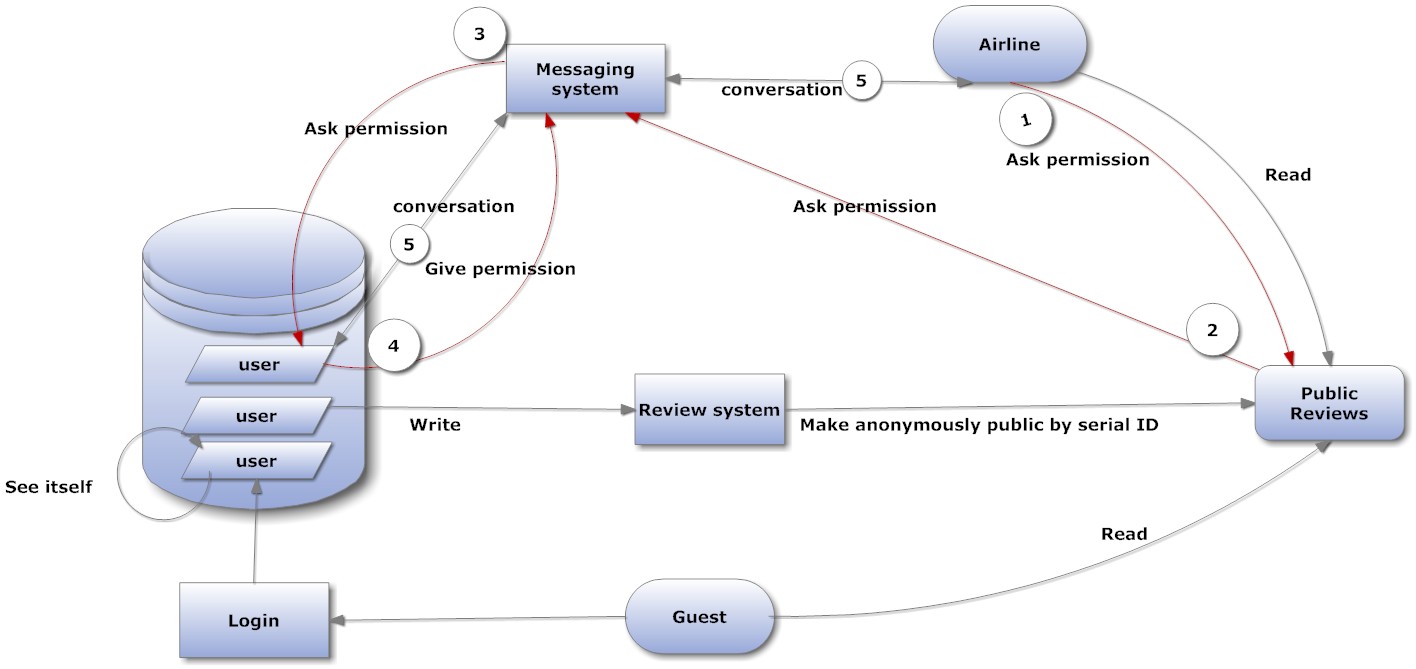 3
Airline
Messaging
system
5
conversation
1
Ask permission
Ask permission
Read
conversation
Ask permission
5
Give permission
2
4
user
Public
Reviews
user
Review system
Write
Make anonymously public by serial ID
user
See itself
Read
Login
Guest